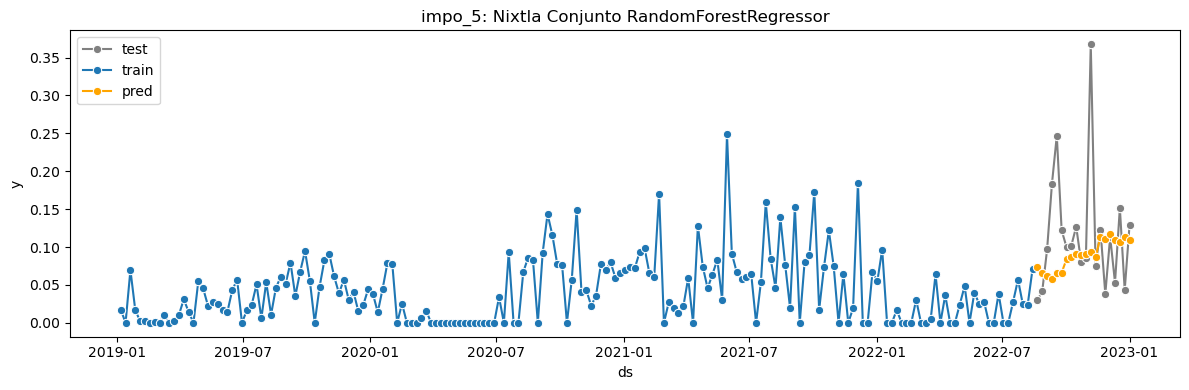 impo_5: Nixtla Conjunto RandomForestRegressor
test
train
pred
y
0.35
0.30
0.25
0.20
0.15
0.10
0.05
0.00
2019-01 2019-07 2020-01 2020-07 2021-01 2021-07 2022-01 2022-07 2023-01
ds